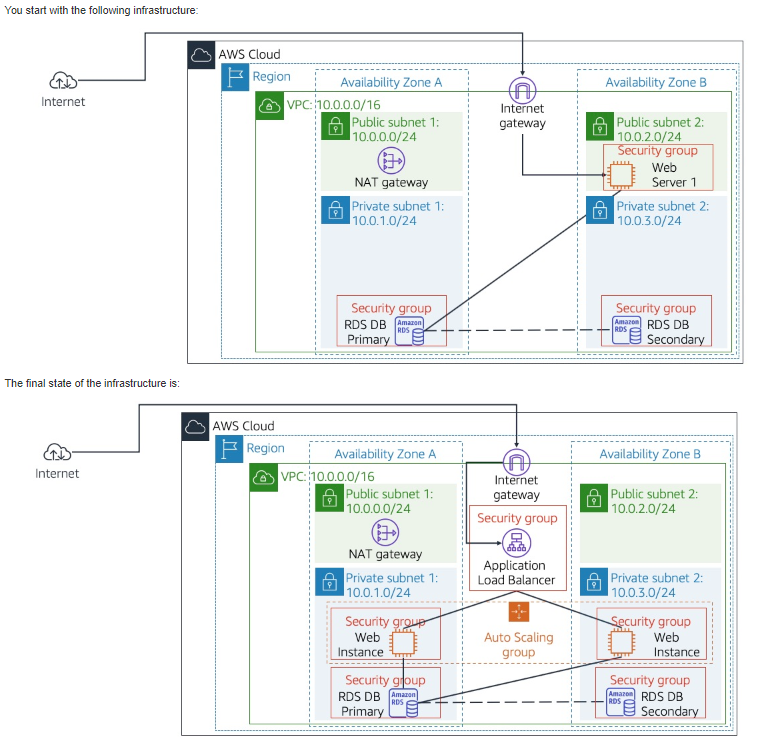 You start with the following infrastructure:
AWS Cloud
Region
Availability Zone A
Availability Zone B
Internet
VPC: 10.0.0.0/16
Internet
gateway
Public subnet 1:
10.0.0.0/24
Public subnet 2:
10.0.2.0/24
Security group
NAT gateway
Web
Server 1
Private subnet 1:
10.0.1.0/24
Private subnet 2:
10.0.3.0/24
Security group
RDS DB
Primary
Amazon
RDS
Security group
Amazon
RDS
RDS DB
Secondary
The final state of the infrastructure is:
AWS Cloud
Region
Availability Zone A
Availability Zone B
Internet
VPC: 10.0.0.0/16
Internet
gateway
Public subnet 1:
10.0.0.0/24
Public subnet 2:
10.0.2.0/24
Security group
NAT gateway
Application
Load Balancer
Private subnet 1:
10.0.1.0/24
Private subnet 2:
10.0.3.0/24
Security group
Web
Instance
Auto Scaling
group
Security group
Web
Instance
Security group
RDS DB
Primary
Amazon
RDS
Security group
Amazon
RDS
RDS DB
Secondary